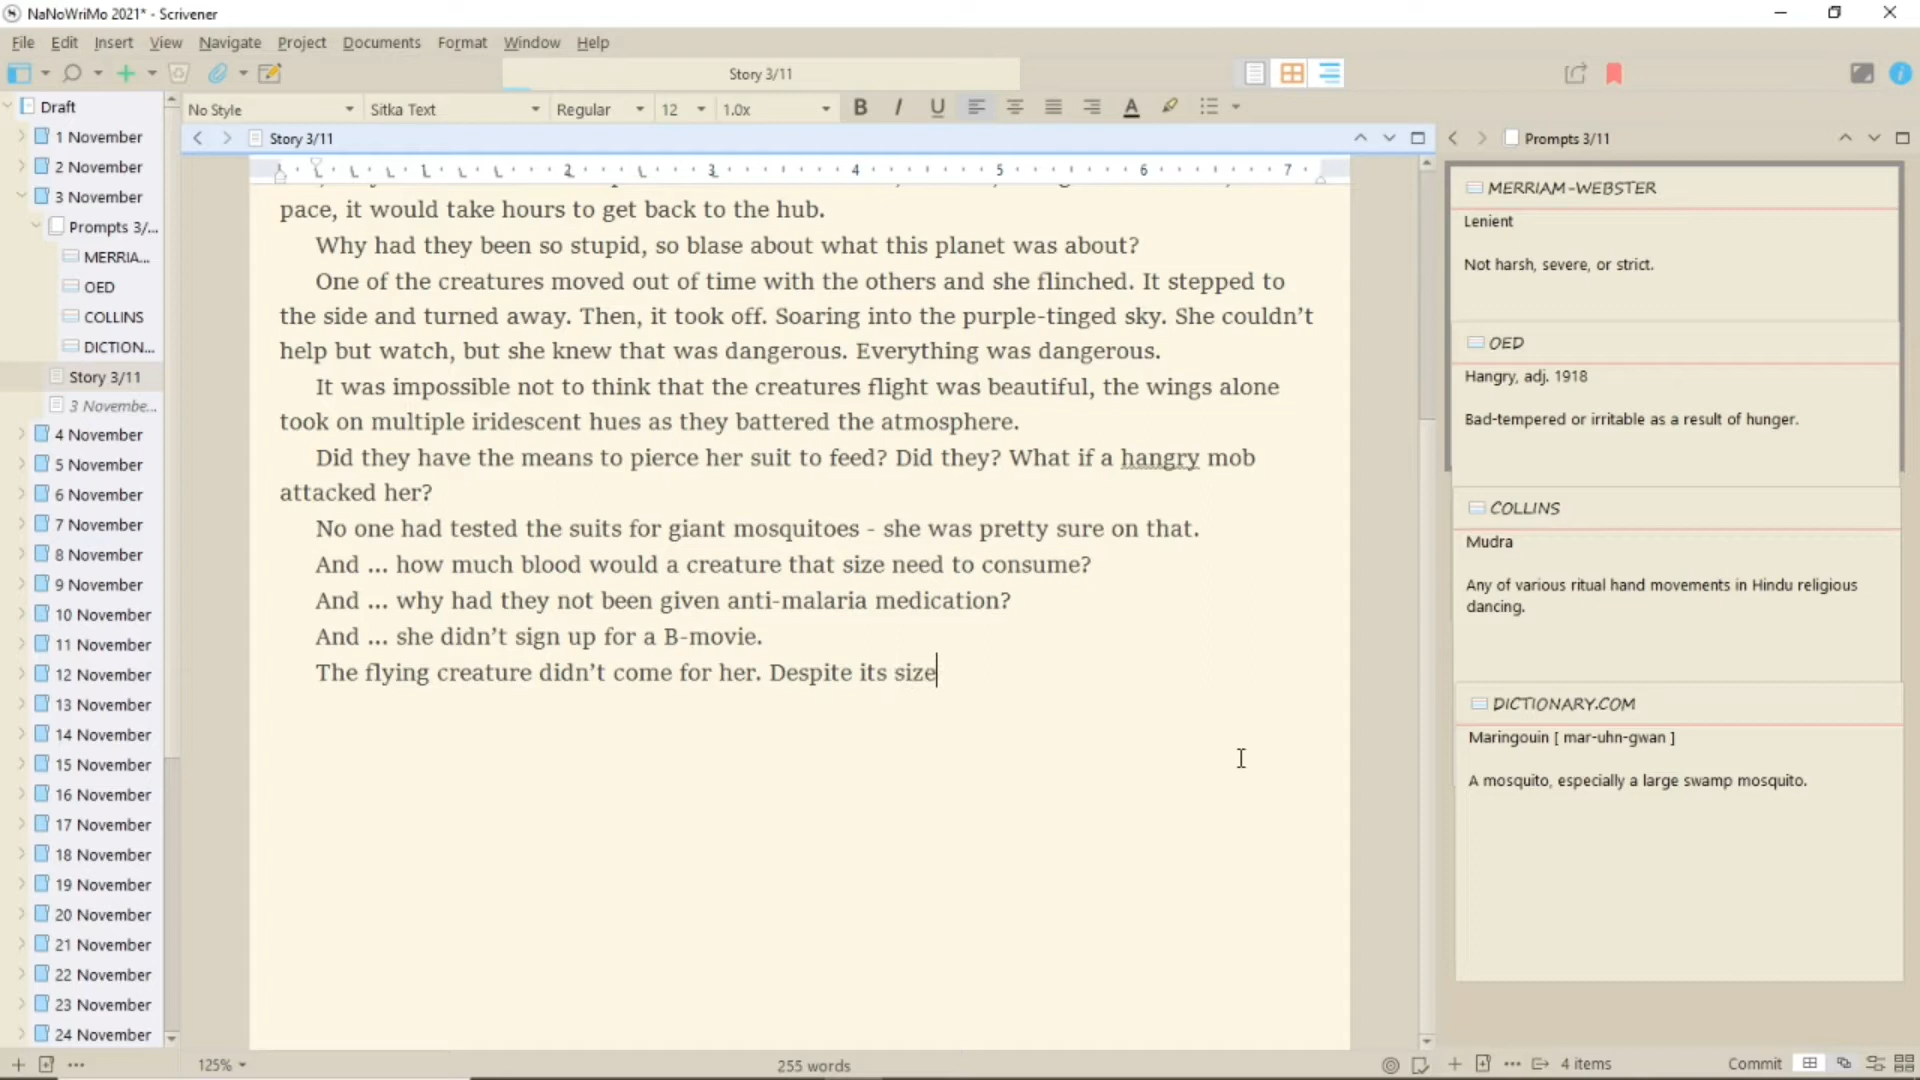 NaNoWriMo 2021* - Scrivener
File Edit Insert View Navigate Project Documents Format Window Help
Story 3/11
No Style Sitka Text Regular 12 1.0x B I U A
Draft
1 November
2 November
3 November
Prompts 3/...
MERRIA...
OED
COLLINS
DICTION...
Story 3/11
3 Novembe...
4 November
5 November
6 November
7 November
8 November
9 November
10 November
11 November
12 November
13 November
14 November
15 November
16 November
17 November
18 November
19 November
20 November
21 November
22 November
23 November
24 November
Story 3/11
1 2 3 4 5 6 7
pace, it would take hours to get back to the hub.
Why had they been so stupid, so blase about what this planet was about?
One of the creatures moved out of time with the others and she flinched. It stepped to
the side and turned away. Then, it took off. Soaring into the purple-tinged sky. She couldn’t
help but watch, but she knew that was dangerous. Everything was dangerous.
It was impossible not to think that the creatures flight was beautiful, the wings alone
took on multiple iridescent hues as they battered the atmosphere.
Did they have the means to pierce her suit to feed? Did they? What if a hangry mob
attacked her?
No one had tested the suits for giant mosquitoes - she was pretty sure on that.
And ... how much blood would a creature that size need to consume?
And ... why had they not been given anti-malaria medication?
And ... she didn’t sign up for a B-movie.
The flying creature didn’t come for her. Despite its size
125%
255 words
Prompts 3/11
MERRIAM-WEBSTER
Lenient
Not harsh, severe, or strict.
OED
Hangry, adj. 1918
Bad-tempered or irritable as a result of hunger.
COLLINS
Mudra
Any of various ritual hand movements in Hindu religious
dancing.
DICTIONARY.COM
Maringouin [ mar-uhn-gwan ]
A mosquito, especially a large swamp mosquito.
4 items
Commit